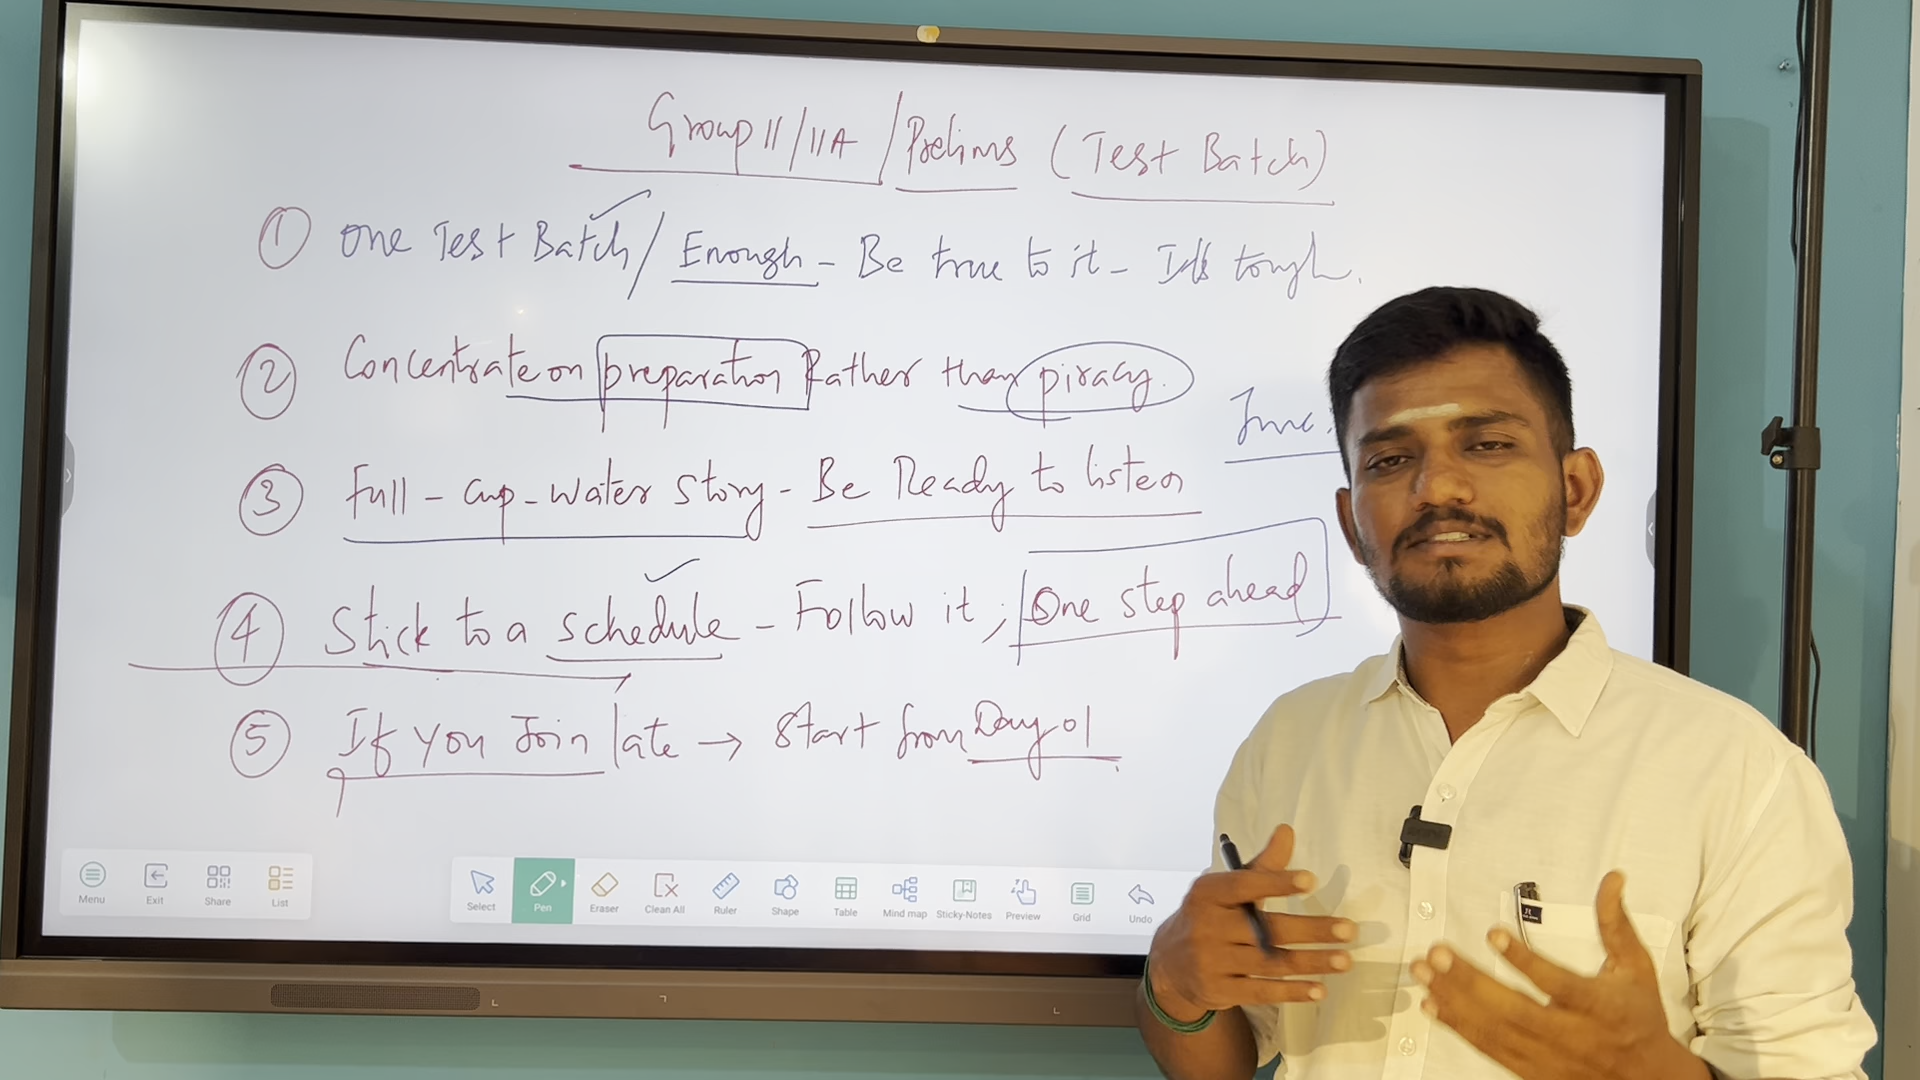 Group II/IIA/Prelims (Test Batch)
① One Test Batch/Enough - Be true to it - It's tough.
② Concentrate on preparation Rather than piracy.
June
③ Full - cup - water story - Be Ready to listen
④ Stick to a schedule - Follow it; One step ahead
⑤ If you Join late → Start from Day 01
Menu Exit Share List Select Pen Eraser Clean All Ruler Shape Table Mind map Sticky-Notes Preview Grid Undo